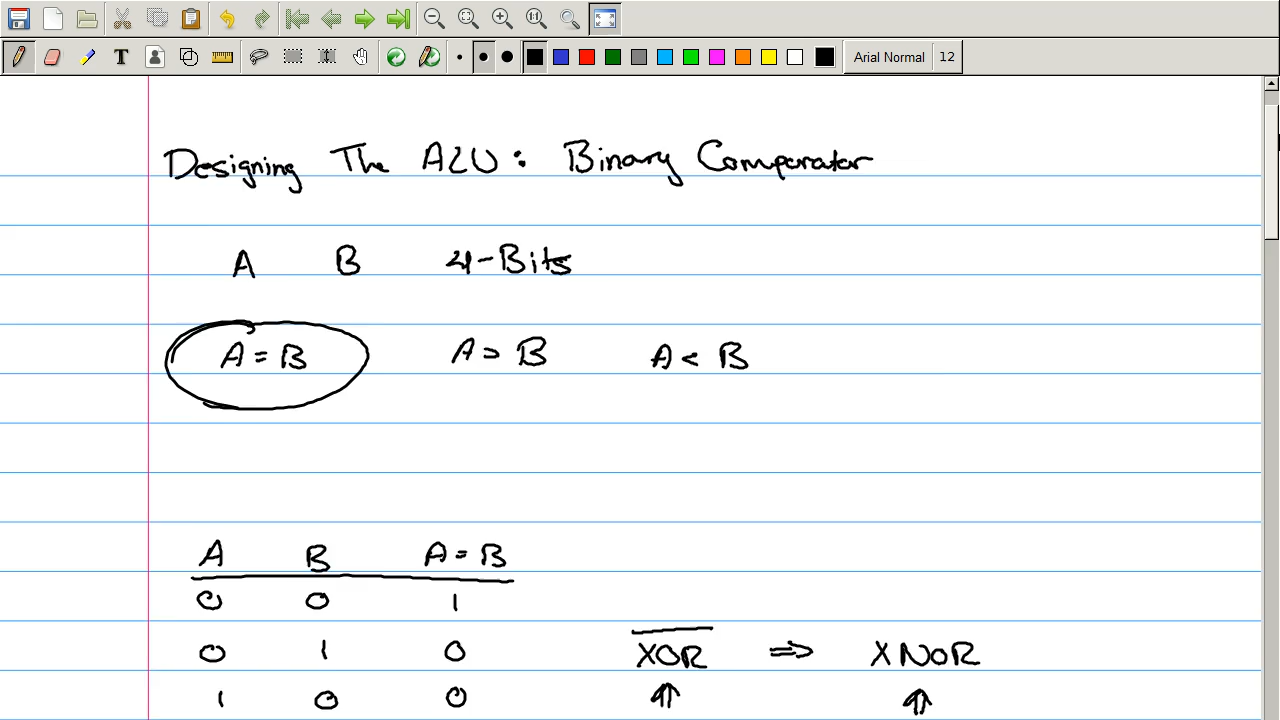 T Arial Normal 12
Designing The ALU: Binary Comparator
A B 4-Bits
A = B A > B A < B
A B A = B
0 0 1
0 1 0 XOR ⇒ XNOR
1 0 0 ⇑ ⇑